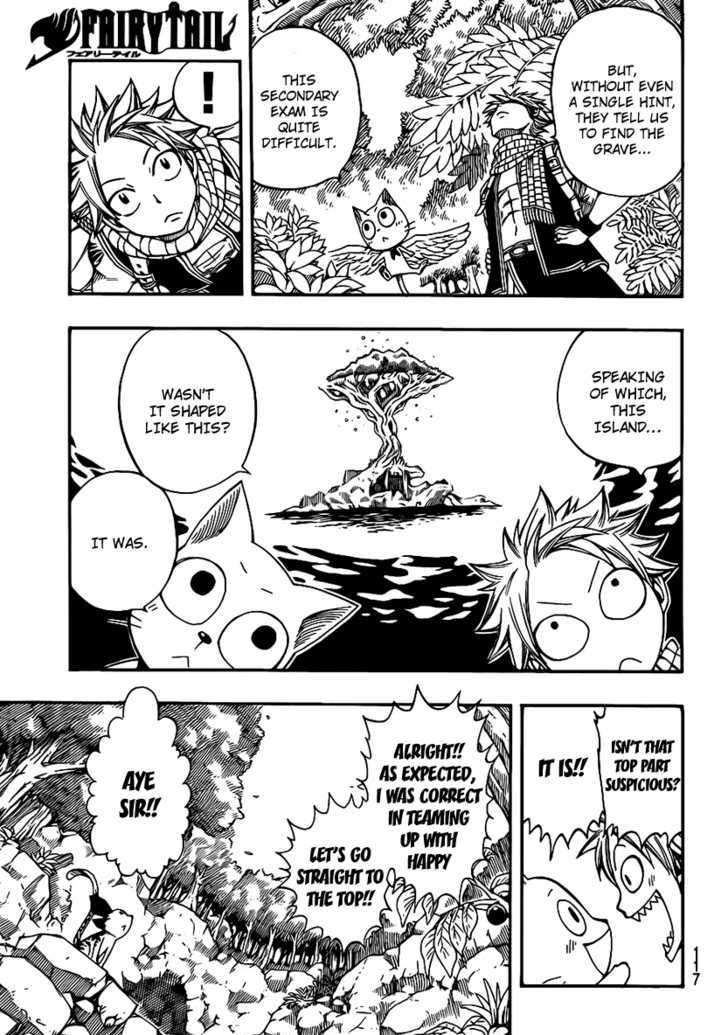 FAIRY TAIL
フェアリーテイル
BUT,
WITHOUT EVEN
A SINGLE HINT,
THEY TELL US
TO FIND THE
GRAVE...
THIS
SECONDARY
EXAM IS
QUITE
DIFFICULT.
!
SPEAKING
OF WHICH,
THIS
ISLAND...
WASN'T
IT SHAPED
LIKE THIS?
IT WAS.
ISN'T THAT
TOP PART
SUSPICIOUS?
IT IS!!
ALRIGHT!!
AS EXPECTED,
I WAS CORRECT
IN TEAMING
UP WITH
HAPPY
LET'S GO
STRAIGHT TO
THE TOP!!
AYE
SIR!!
117